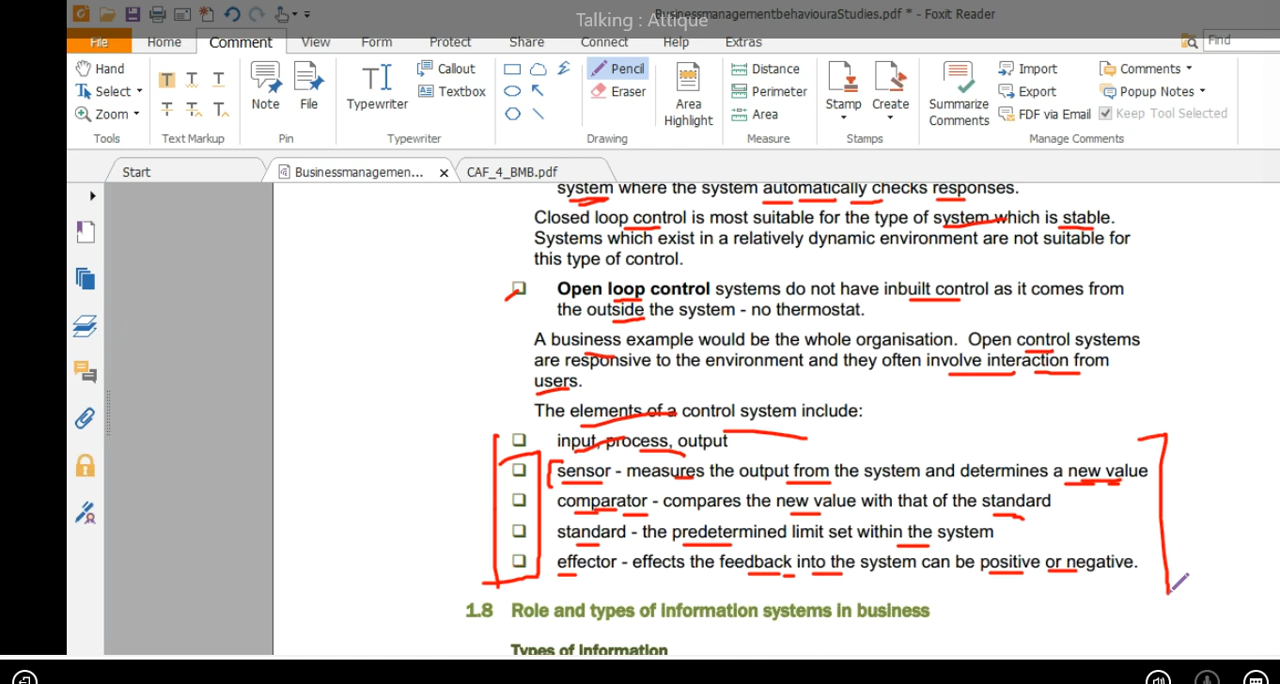 Talking : Attique
BusinessmanagementbehaviouraStudies.pdf * - Foxit Reader
File Home Comment View Form Protect Share Connect Help Extras Find
Hand
Select
Zoom
Tools
Text Markup
Note File
Pin
Typewriter
Callout
Textbox
Typewriter
Pencil
Eraser
Area
Highlight
Drawing
Distance
Perimeter
Area
Measure
Stamp Create
Stamps
Summarize
Comments
Import
Export
FDF via Email
Comments
Popup Notes
Keep Tool Selected
Manage Comments
Start Businessmanagemen... CAF_4_BMB.pdf
system where the system automatically checks responses.
Closed loop control is most suitable for the type of system which is stable.
Systems which exist in a relatively dynamic environment are not suitable for
this type of control.
Open loop control systems do not have inbuilt control as it comes from
the outside the system - no thermostat.
A business example would be the whole organisation. Open control systems
are responsive to the environment and they often involve interaction from
users.
The elements of a control system include:
input, process, output
sensor - measures the output from the system and determines a new value
comparator - compares the new value with that of the standard
standard - the predetermined limit set within the system
effector - effects the feedback into the system can be positive or negative.
1.8 Role and types of information systems in business
Types of information